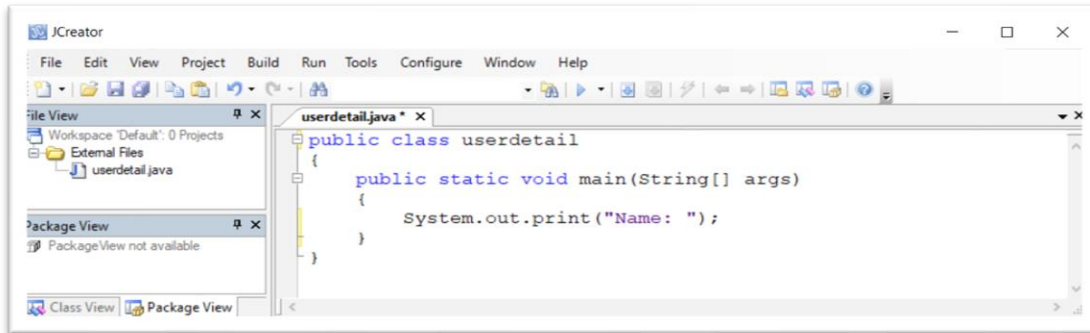 JCreator
File Edit View Project Build Run Tools Configure Window Help
File View
Workspace 'Default': 0 Projects
External Files
userdetail.java
Package View
PackageView not available
Class View Package View
userdetail.java *
public class userdetail
{
public static void main(String[] args)
{
System.out.print("Name: ");
}
}